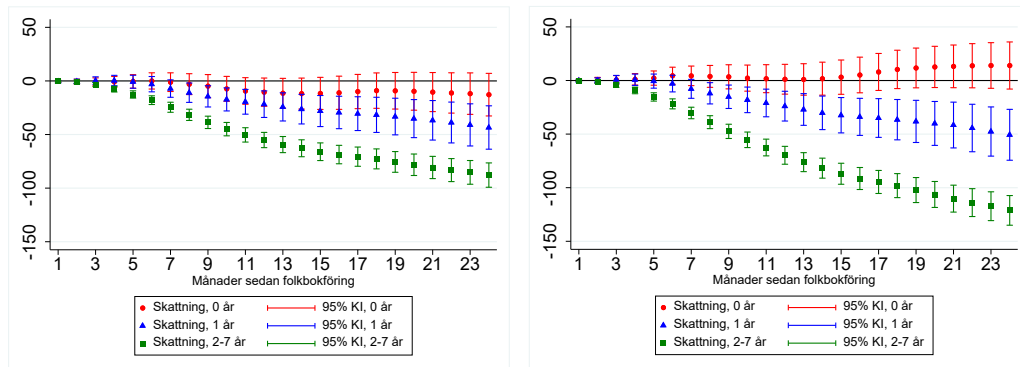 50
0
-50
-100
-150
1 3 5 7 9 11 13 15 17 19 21 23
Månader sedan folkbokföring
Skattning, 0 år 95% KI, 0 år
Skattning, 1 år 95% KI, 1 år
Skattning, 2-7 år 95% KI, 2-7 år
50
0
-50
-100
-150
1 3 5 7 9 11 13 15 17 19 21 23
Månader sedan folkbokföring
Skattning, 0 år 95% KI, 0 år
Skattning, 1 år 95% KI, 1 år
Skattning, 2-7 år 95% KI, 2-7 år